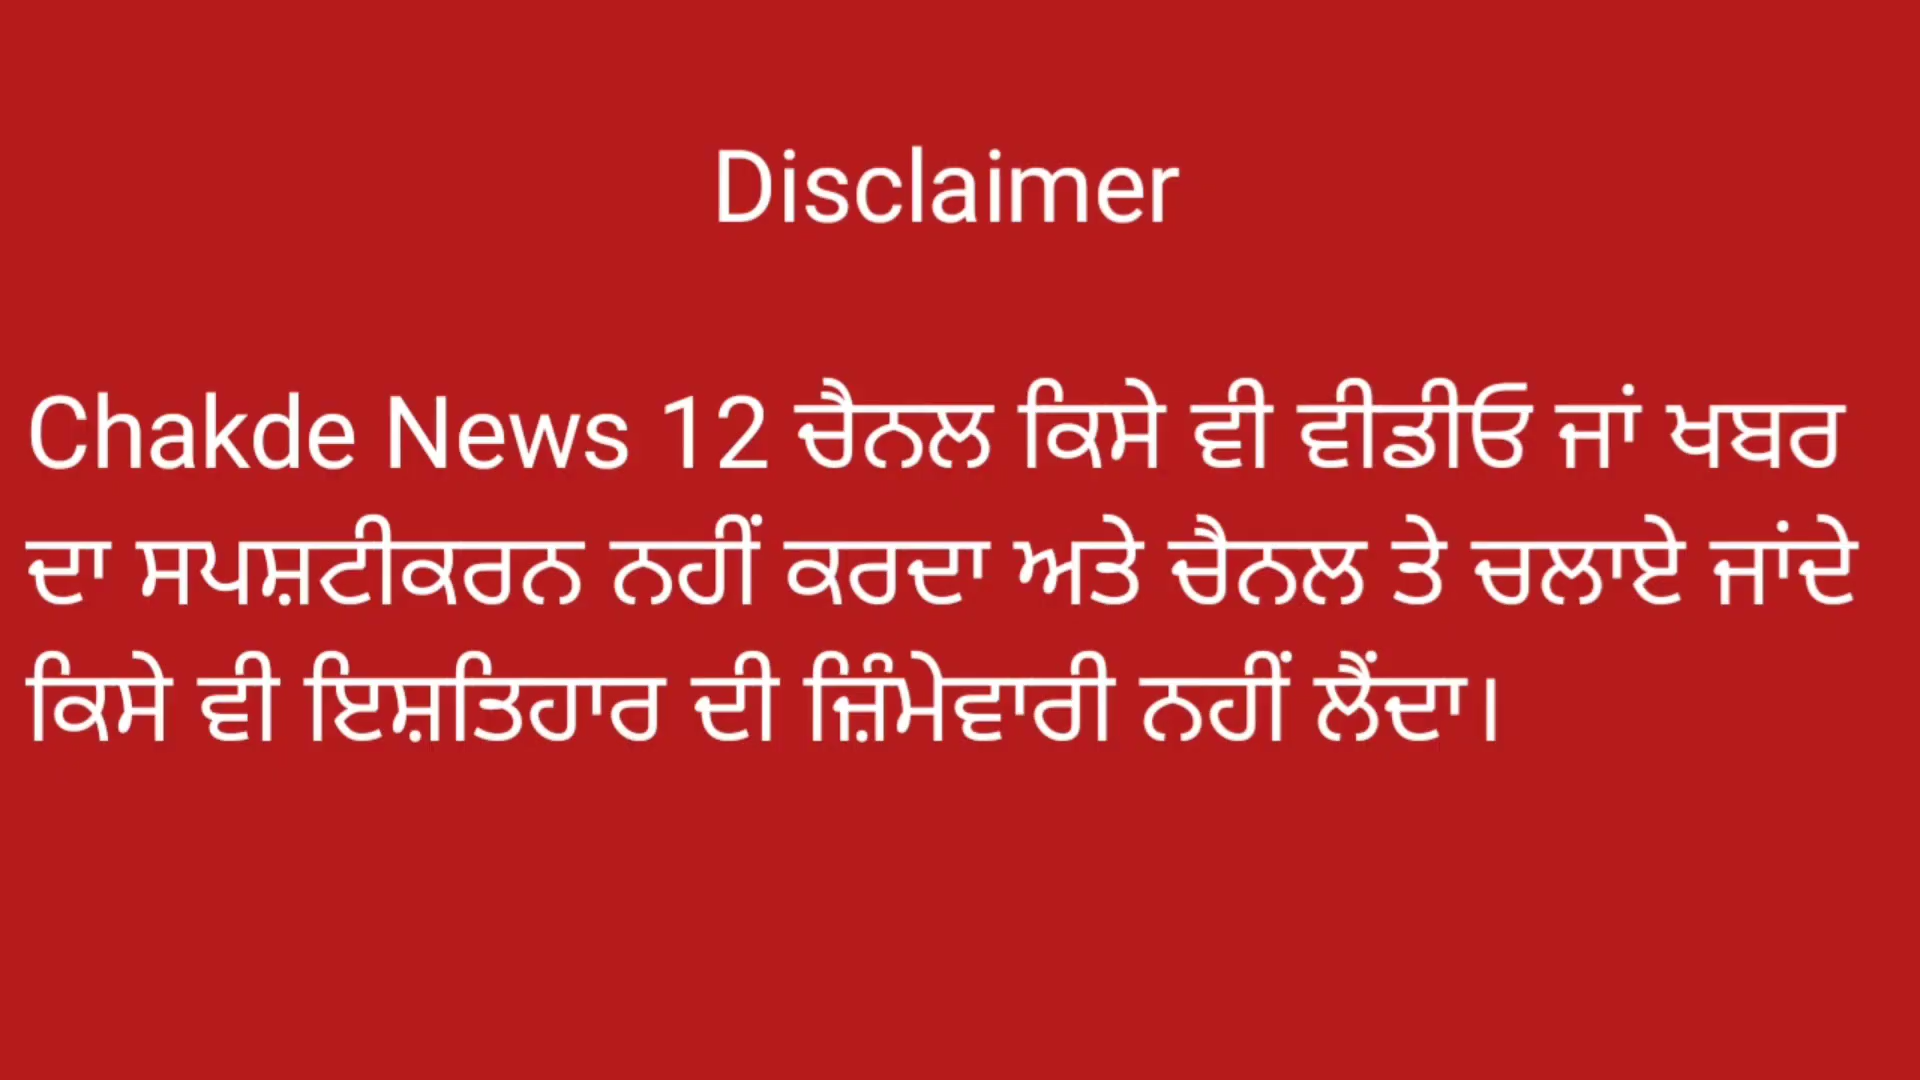 Disclaimer
Chakde News 12 ਚੈਨਲ ਕਿਸੇ ਵੀ ਵੀਡੀਓ ਜਾਂ ਖਬਰ
ਦਾ ਸਪਸ਼ਟੀਕਰਨ ਨਹੀਂ ਕਰਦਾ ਅਤੇ ਚੈਨਲ ਤੇ ਚਲਾਏ ਜਾਂਦੇ
ਕਿਸੇ ਵੀ ਇਸ਼ਤਿਹਾਰ ਦੀ ਜ਼ਿੰਮੇਵਾਰੀ ਨਹੀਂ ਲੈਂਦਾ।